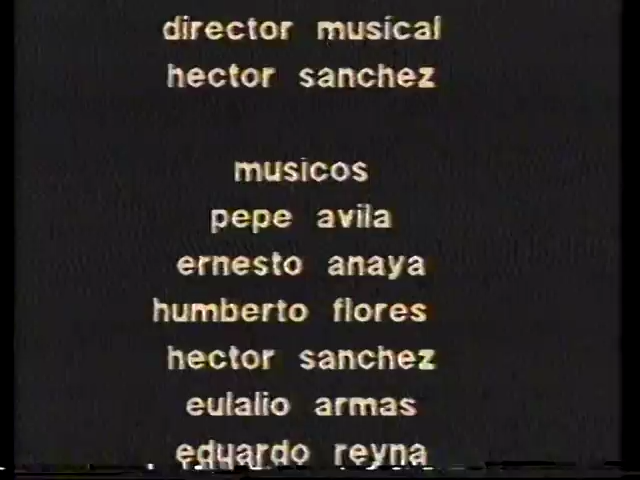 director musical
hector sanchez
musicos
pepe avila
ernesto anaya
humberto flores
hector sanchez
eulalio armas
eduardo reyna